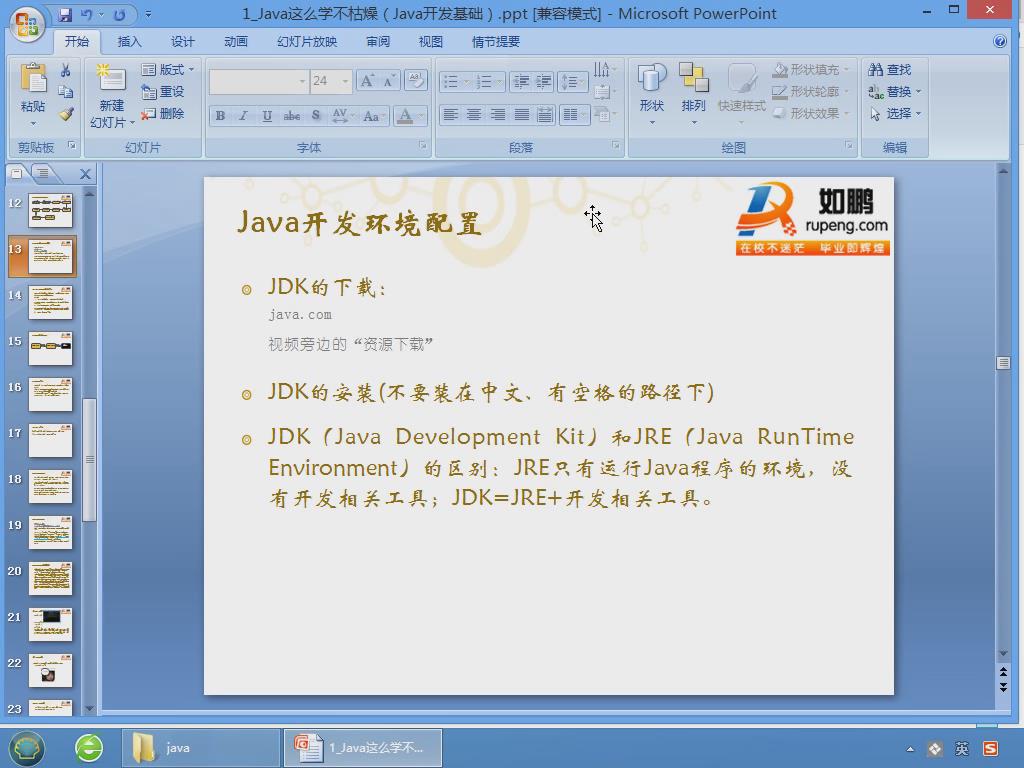 1_Java这么学不枯燥（Java开发基础）.ppt [兼容模式] - Microsoft PowerPoint
开始 插入 设计 动画 幻灯片放映 审阅 视图 情节提要
粘贴
剪贴板
新建
幻灯片
版式
重设
删除
幻灯片
24
B I U abe S AV Aa A
字体
段落
形状 排列 快速样式
形状填充
形状轮廓
形状效果
绘图
查找
替换
选择
编辑
12
13
14
15
16
17
18
19
20
21
22
23
Java开发环境配置
如鹏
rupeng.com
在校不迷茫 毕业即辉煌
JDK的下载：
java.com
视频旁边的“资源下载”
JDK的安装(不要装在中文、有空格的路径下)
JDK（Java Development Kit）和JRE（Java RunTime
Environment）的区别：JRE只有运行Java程序的环境，没
有开发相关工具；JDK=JRE+开发相关工具。
java
1_Java这么学不...
英